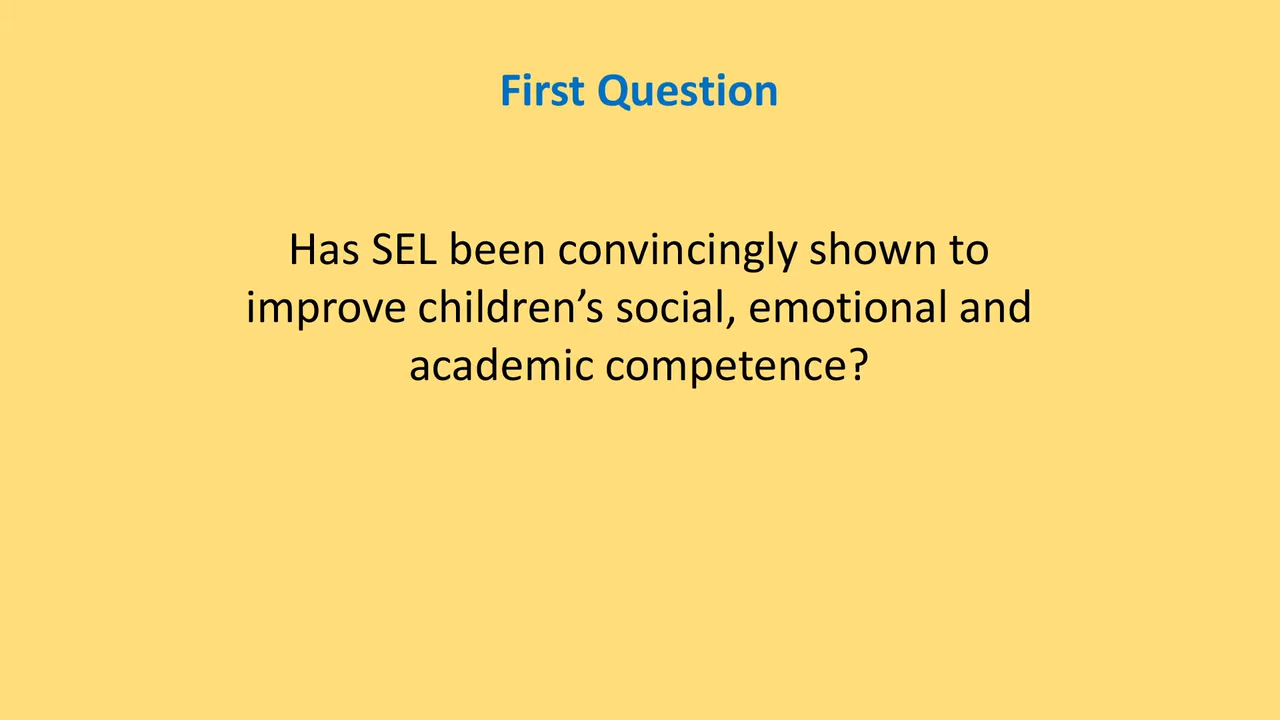 First Question
Has SEL been convincingly shown to
improve children’s social, emotional and
academic competence?